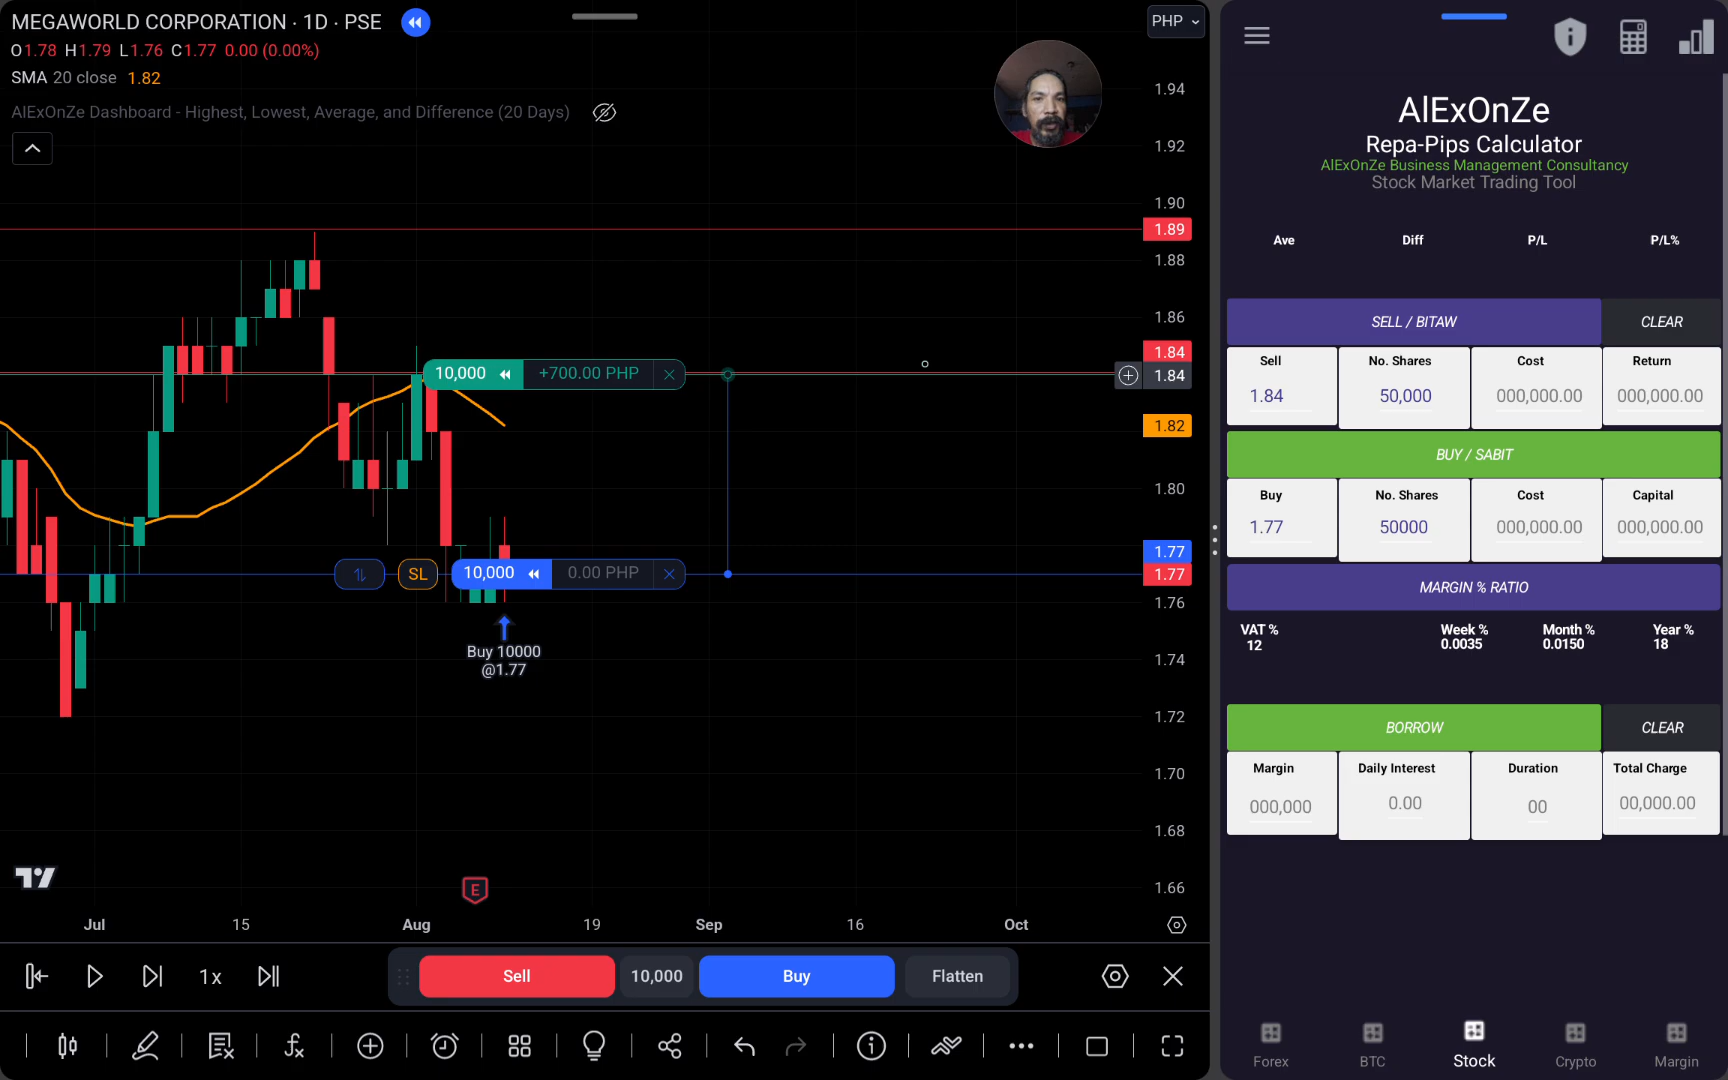 MEGAWORLD CORPORATION · 1D · PSE
O1.78 H1.79 L1.76 C1.77 0.00 (0.00%)
SMA 20 close 1.82
AlExOnZe Dashboard - Highest, Lowest, Average, and Difference (20 Days)
PHP
1.94
1.92
1.90
1.89
1.88
1.86
1.84
1.84
1.82
1.80
1.77
1.77
1.76
1.74
1.72
1.70
1.68
1.66
10,000 +700.00 PHP
SL 10,000 0.00 PHP
Buy 10000
@1.77
E
Jul 15 Aug 19 Sep 16 Oct
1x
Sell 10,000 Buy Flatten
AlExOnZe
Repa-Pips Calculator
AlExOnZe Business Management Consultancy
Stock Market Trading Tool
Ave Diff P/L P/L%
SELL / BITAW CLEAR
Sell No. Shares Cost Return
1.84 50,000 000,000.00 000,000.00
BUY / SABIT
Buy No. Shares Cost Capital
1.77 50000 000,000.00 000,000.00
MARGIN % RATIO
VAT % Week % Month % Year %
12 0.0035 0.0150 18
BORROW CLEAR
Margin Daily Interest Duration Total Charge
000,000 0.00 00 00,000.00
Forex BTC Stock Crypto Margin